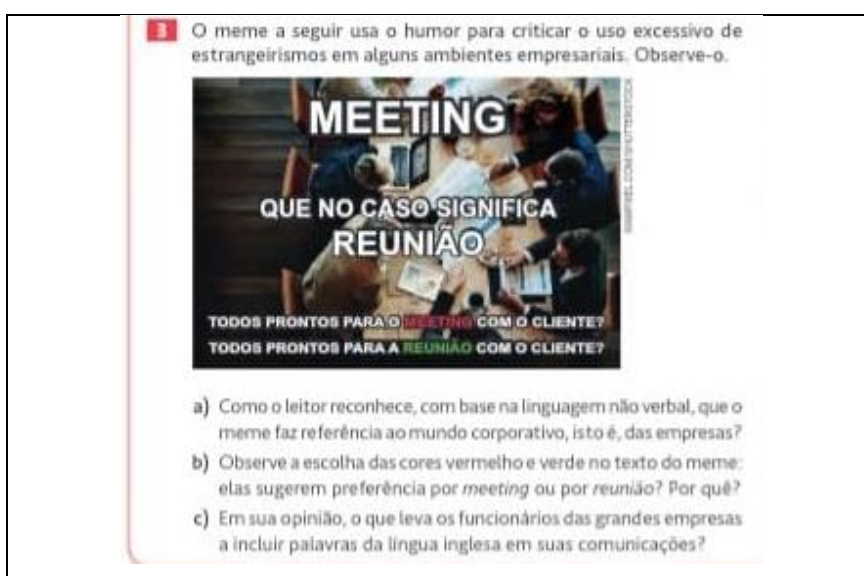 3 O meme a seguir usa o humor para criticar o uso excessivo de
estrangeirismos em alguns ambientes empresariais. Observe-o.
MEETING
QUE NO CASO SIGNIFICA
REUNIÃO
RAWPIXEL.COM/SHUTTERSTOCK
TODOS PRONTOS PARA O MEETING COM O CLIENTE?
TODOS PRONTOS PARA A REUNIÃO COM O CLIENTE?
a) Como o leitor reconhece, com base na linguagem não verbal, que o
meme faz referência ao mundo corporativo, isto é, das empresas?
b) Observe a escolha das cores vermelho e verde no texto do meme:
elas sugerem preferência por meeting ou por reunião? Por quê?
c) Em sua opinião, o que leva os funcionários das grandes empresas
a incluir palavras da língua inglesa em suas comunicações?